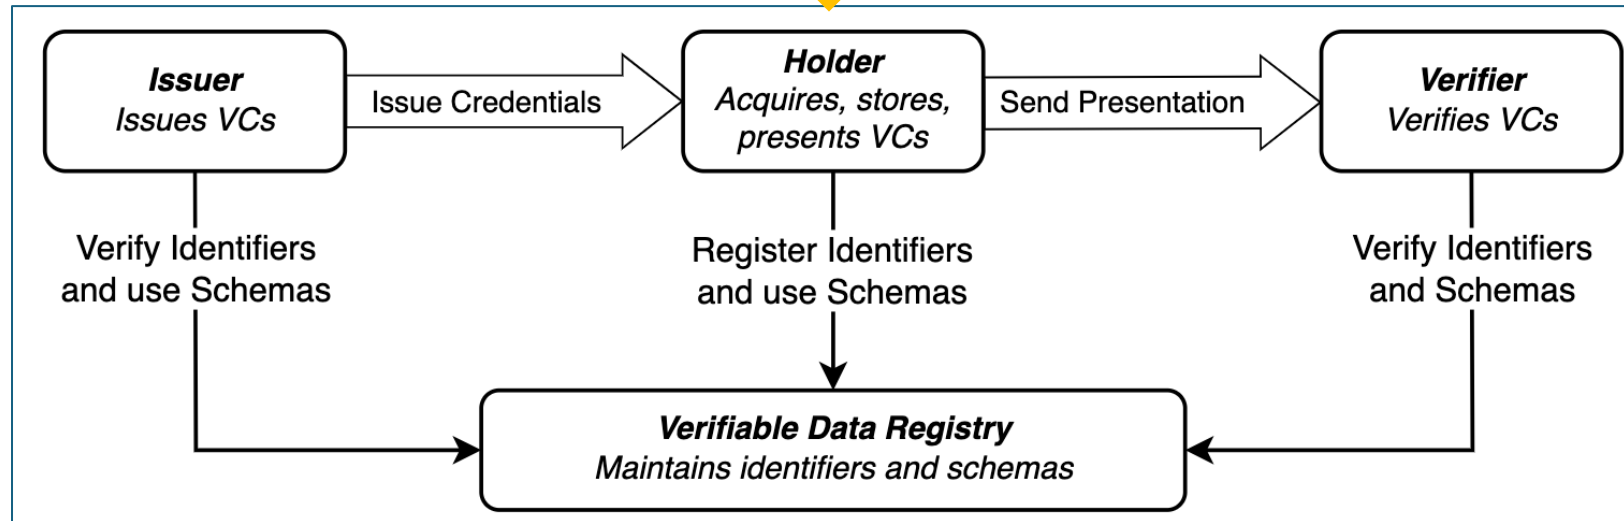 Issuer
Issues VCs
Issue Credentials
Holder
Acquires, stores,
presents VCs
Send Presentation
Verifier
Verifies VCs
Verify Identifiers
and use Schemas
Register Identifiers
and use Schemas
Verify Identifiers
and Schemas
Verifiable Data Registry
Maintains identifiers and schemas